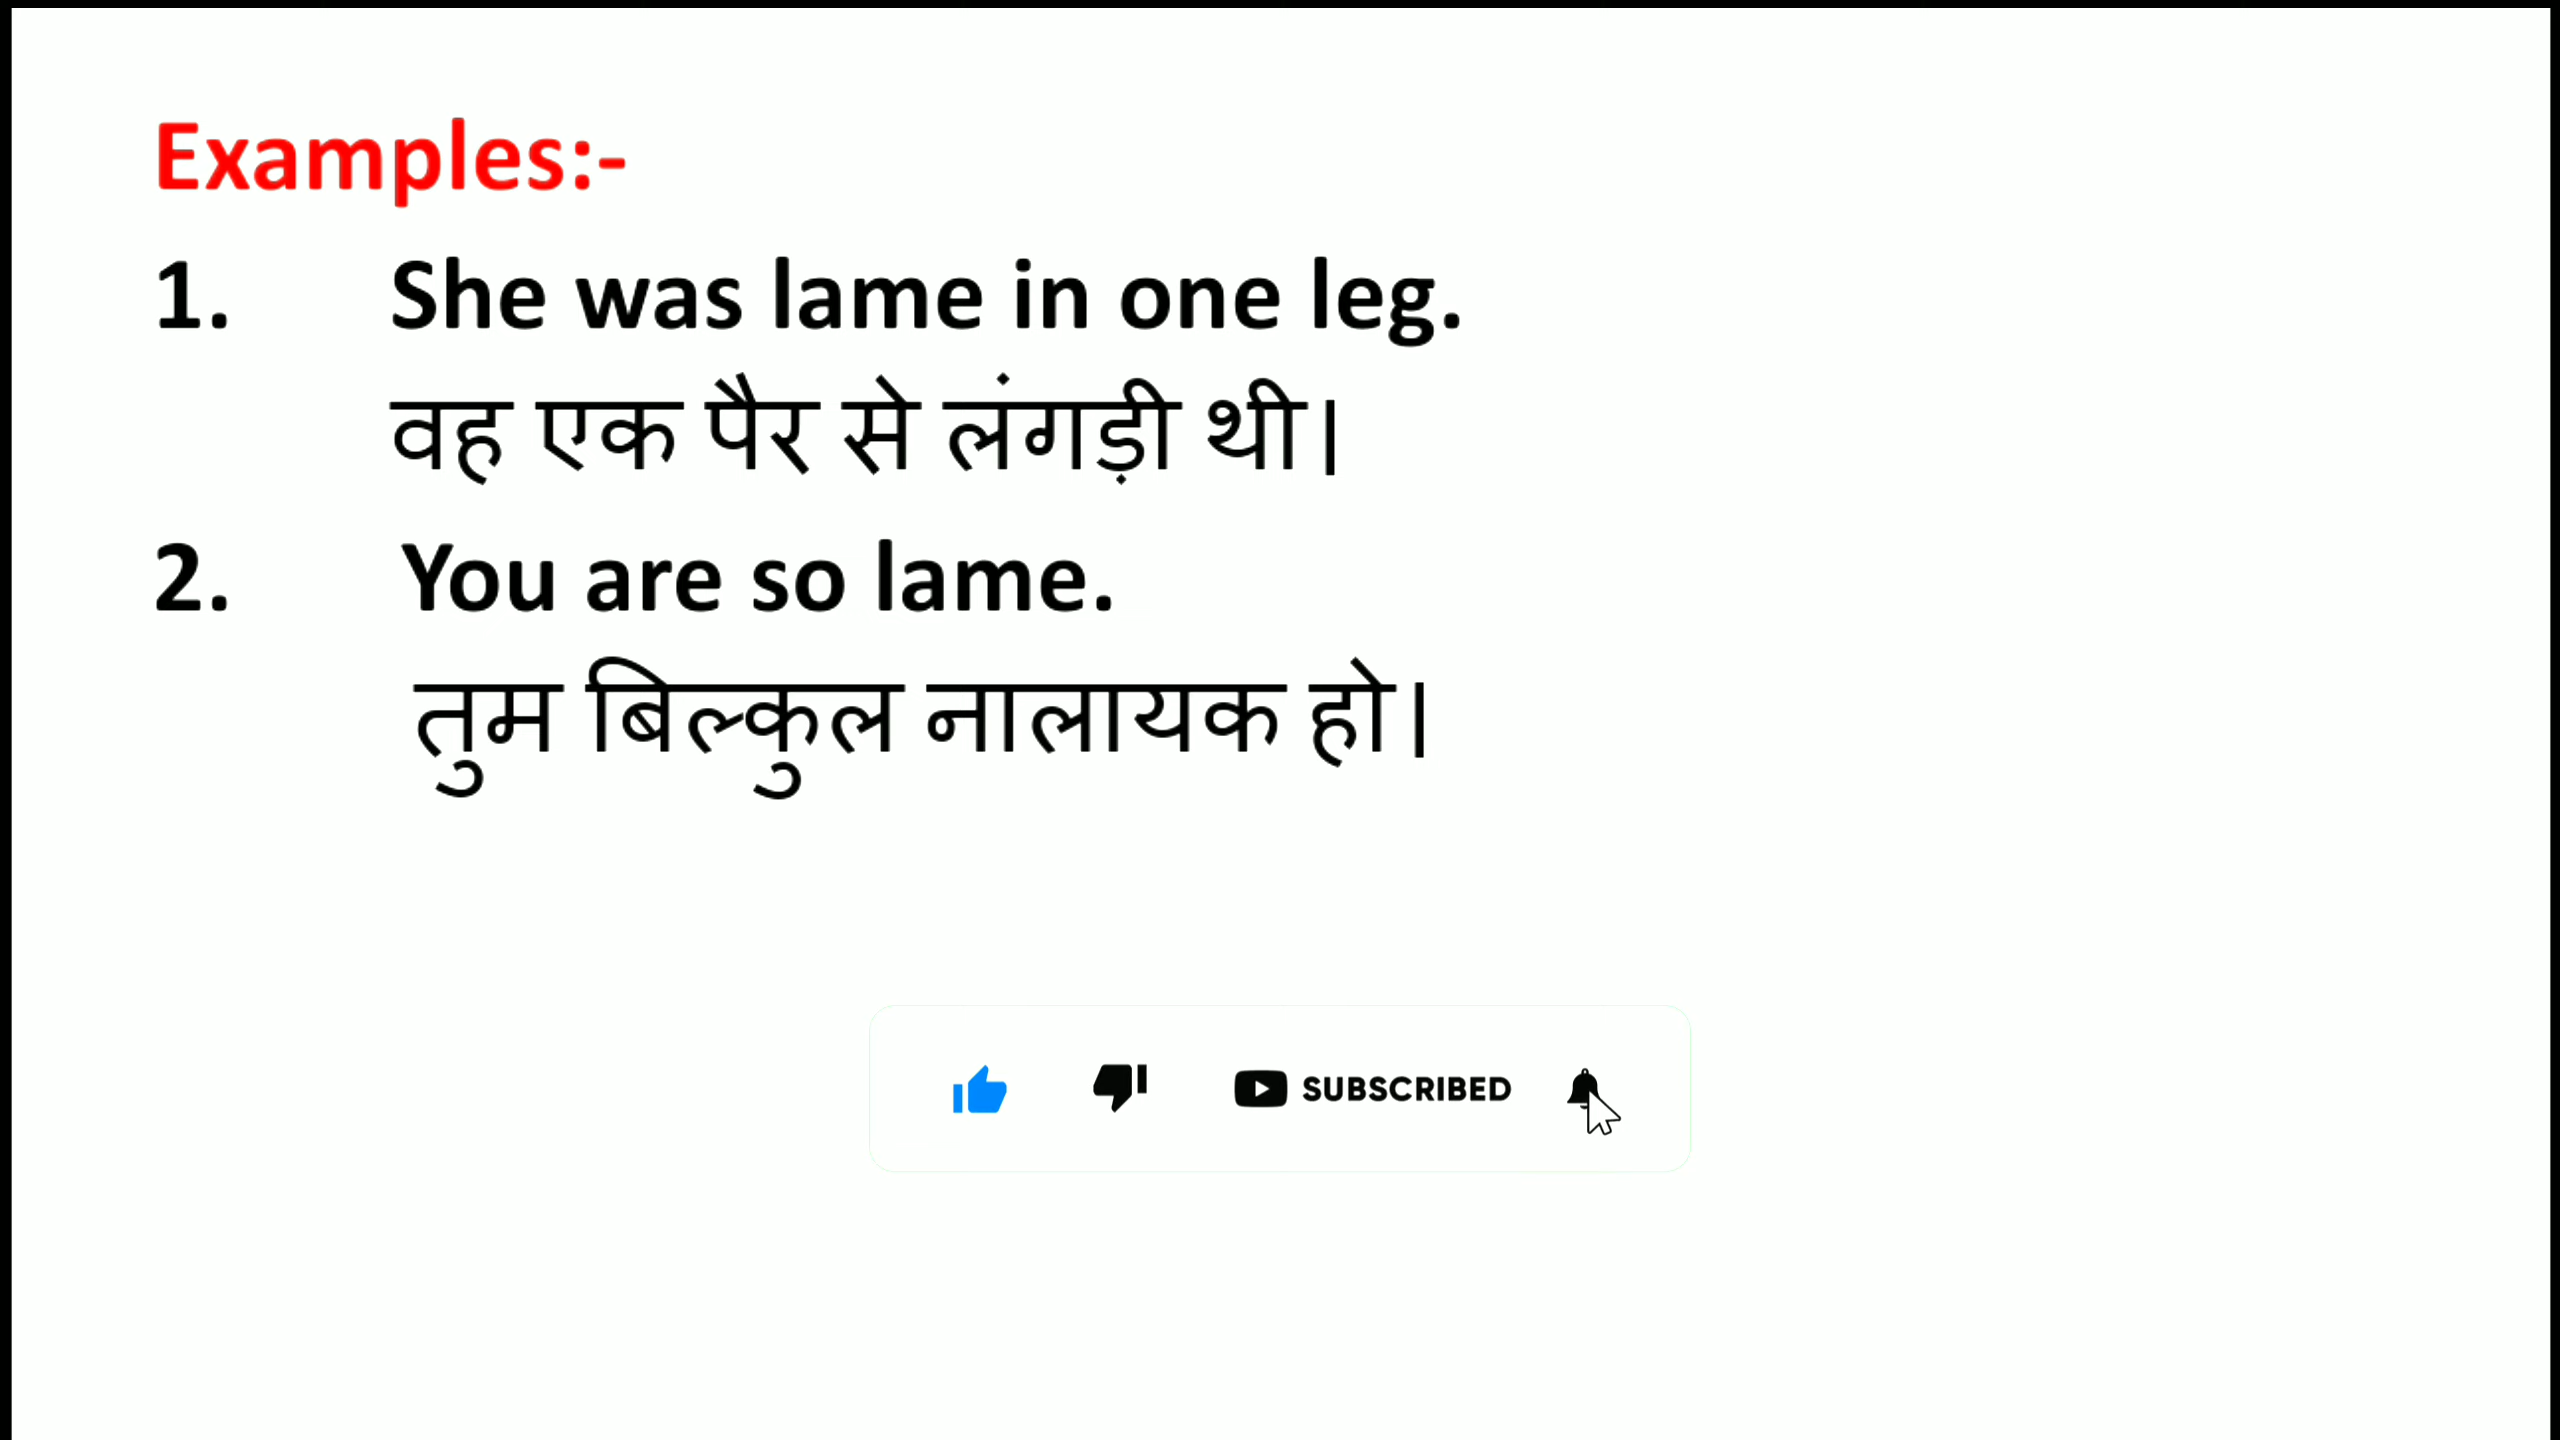 Examples:-
1. She was lame in one leg.
वह एक पैर से लंगड़ी थी।
2. You are so lame.
तुम बिल्कुल नालायक हो।
SUBSCRIBED